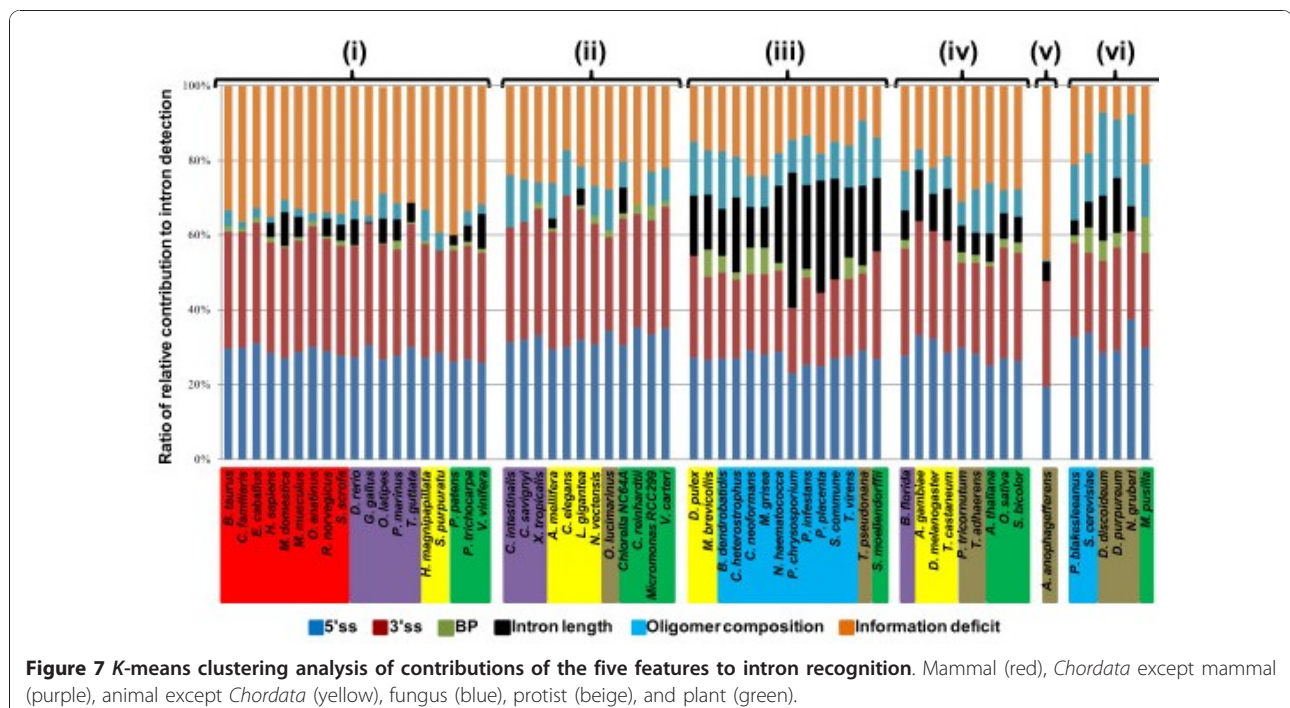 (i) (ii) (iii) (iv) (v) (vi)
Ratio of relative contribution to intron detection
100%
80%
60%
40%
20%
0%
B. taurus
C. familiaris
E. caballus
H. sapiens
M. domestica
M. musculus
O. anatinus
R. norvegicus
S. scrofa
D. rerio
G. gallus
O. latipes
P. marinus
T. guttata
H. magnipapillata
S. purpuratu
P. patens
P. trichocarpa
V. vinifera
C. intestinalis
C. savignyi
X. tropicalis
A. mellifera
C. elegans
L. gigantea
N. vectensis
O. lucimarinus
Chlorella NC64A
C. reinhardtii
Micromonas RCC299
V. carteri
D. pulex
M. brevicollis
B. dendrobatidis
C. heterostrophus
C. neoformans
M. grisea
N. haematococca
P. chrysosporium
P. infestans
P. placenta
S. commune
T. virens
T. pseudonana
S. moellendorffii
B. florida
A. gambiae
D. melanogaster
T. castaneum
P. tricornutum
T. adhaerens
A. thaliana
O. sativa
S. bicolor
A. anophagefferens
P. blakesleeanus
S. cerevisiae
D. discoideum
D. purpureum
N. gruberi
M. pusilla
5'ss 3'ss BP Intron length Oligomer composition Information deficit
Figure 7 K-means clustering analysis of contributions of the five features to intron recognition. Mammal (red), Chordata except mammal
(purple), animal except Chordata (yellow), fungus (blue), protist (beige), and plant (green).